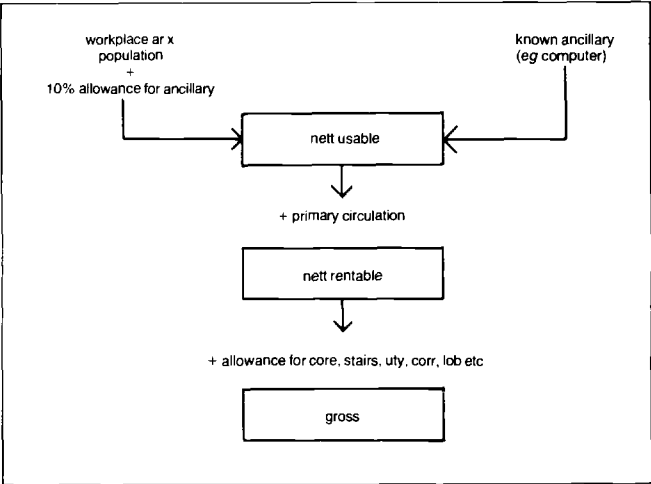 workplace ar x
population
+
10% allowance for ancillary
known ancillary
(eg computer)
nett usable
+ primary circulation
nett rentable
+ allowance for core, stairs, uty, corr, lob etc
gross